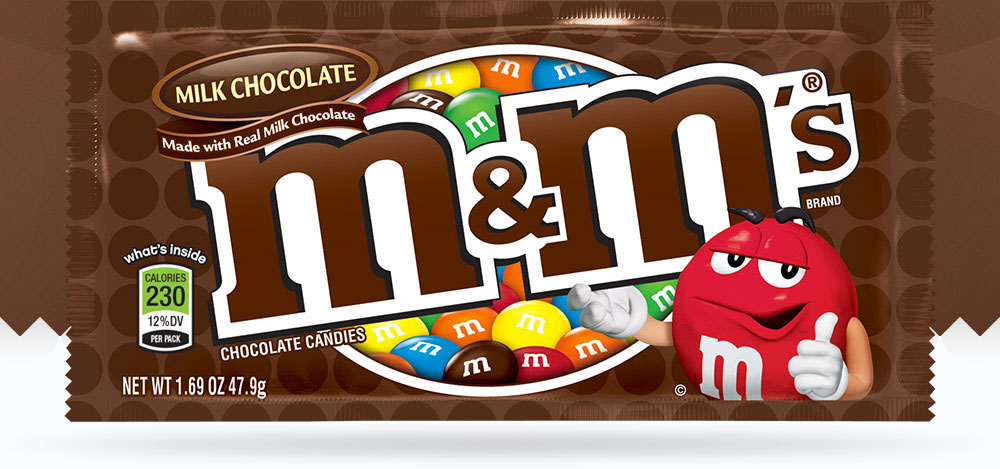 MILK CHOCOLATE
Made with Real Milk Chocolate
m&m's®
BRAND
what's inside
CALORIES
230
12%DV
PER PACK
CHOCOLATE CANDIES
NET WT 1.69 OZ 47.9g
©
m
m
m
m
m
m
m
m
m
m
m
m
m